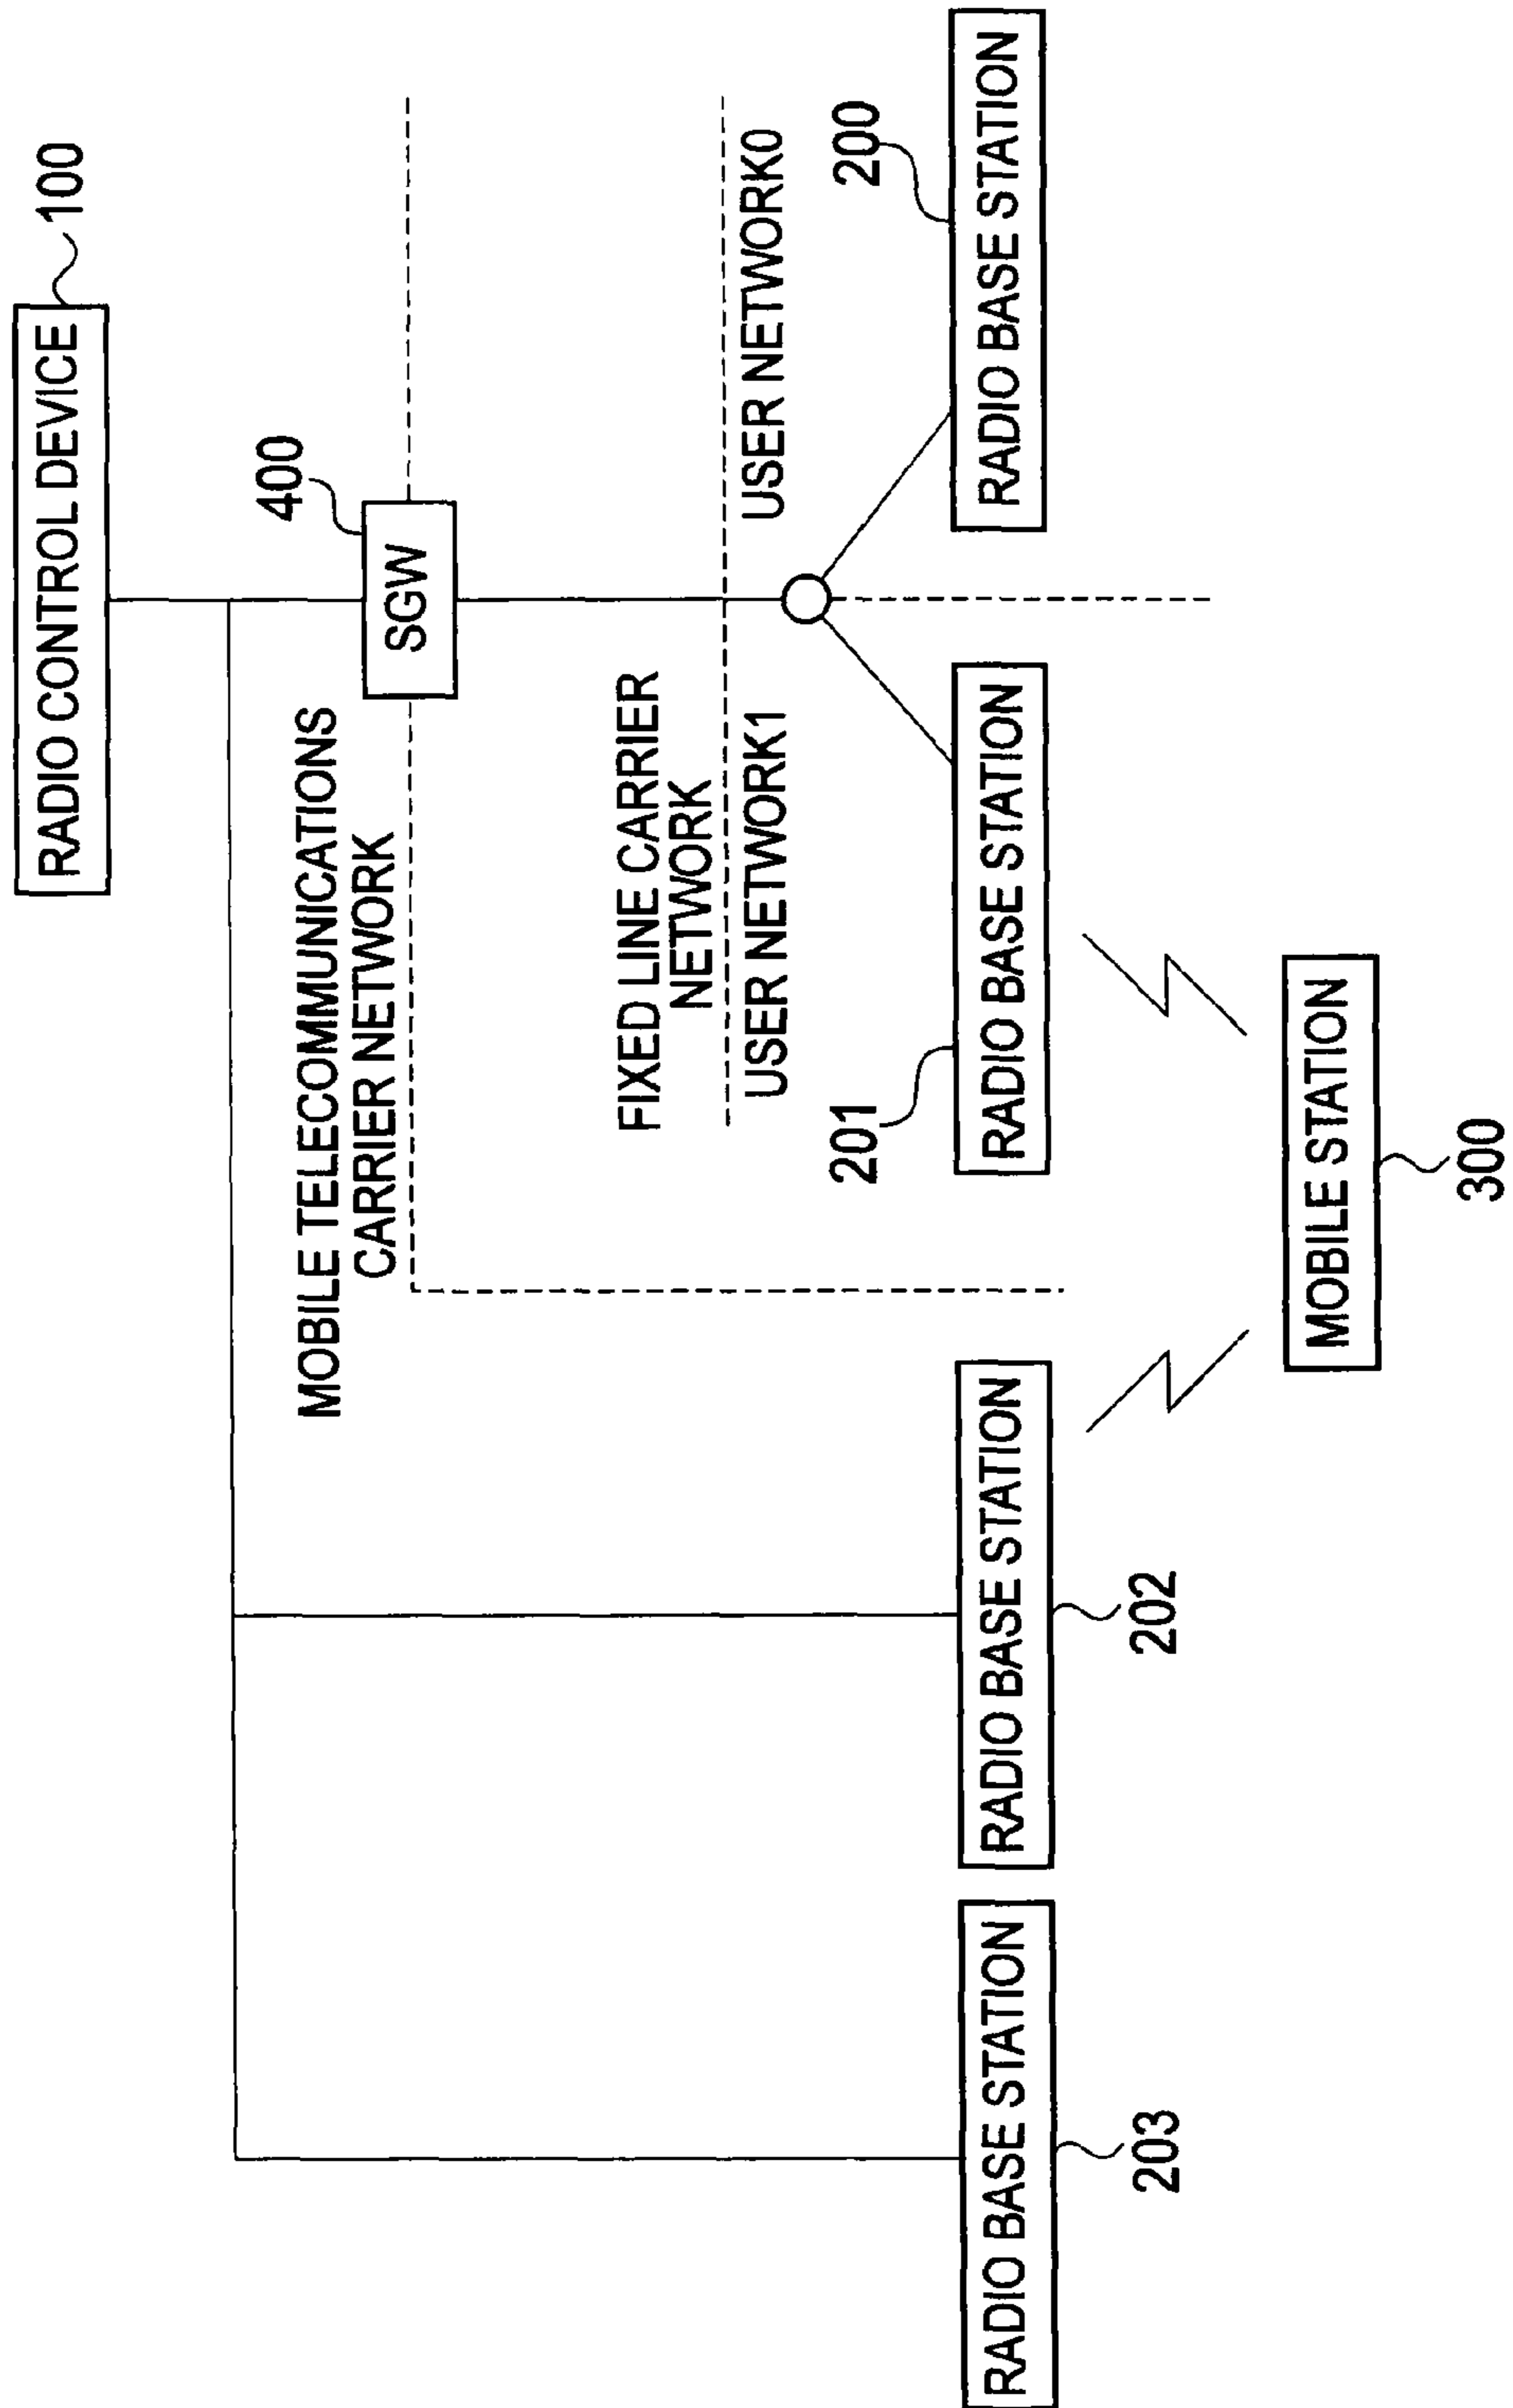 RADIO CONTROL DEVICE
100
400
SGW
MOBILE TELECOMMUNICATIONS
CARRIER NETWORK
FIXED LINE CARRIER
NETWORK
USER NETWORK1
USER NETWORK0
201
200
RADIO BASE STATION
RADIO BASE STATION
RADIO BASE STATION
RADIO BASE STATION
203
202
MOBILE STATION
300